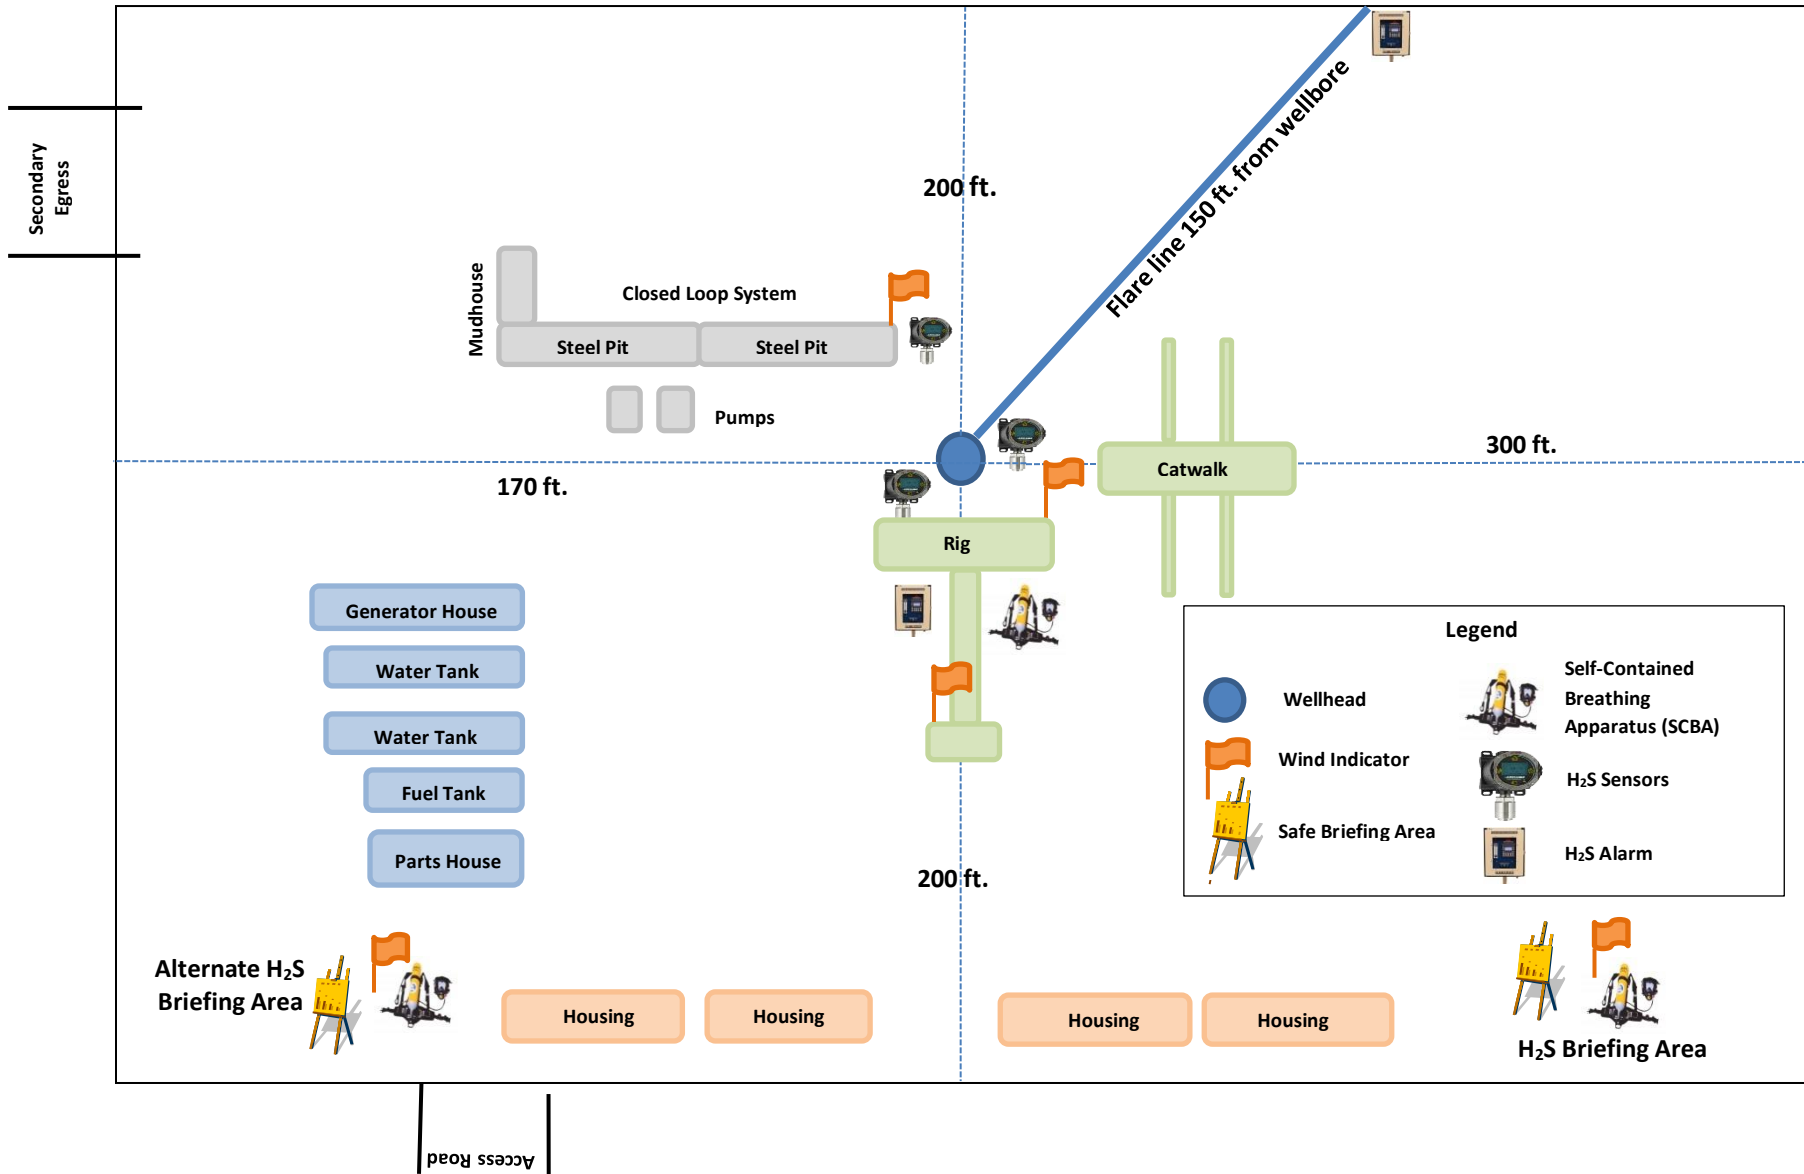 Secondary
Egress
200 ft.
Flare line 150 ft. from wellbore
Mudhouse
Closed Loop System
Steel Pit
Steel Pit
Pumps
170 ft.
Catwalk
300 ft.
Rig
Generator House
Water Tank
Water Tank
Fuel Tank
Parts House
200 ft.
Legend
Wellhead
Wind Indicator
Safe Briefing Area
Self-Contained
Breathing
Apparatus (SCBA)
H₂S Sensors
H₂S Alarm
Alternate H₂S
Briefing Area
Housing
Housing
Housing
Housing
H₂S Briefing Area
Access Road